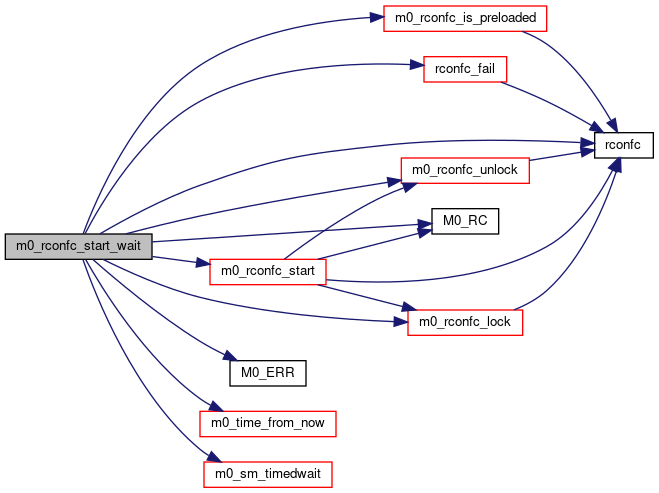 m0_rconfc_is_preloaded
rconfc_fail
rconfc
m0_rconfc_unlock
M0_RC
m0_rconfc_start_wait
m0_rconfc_start
m0_rconfc_lock
M0_ERR
m0_time_from_now
m0_sm_timedwait